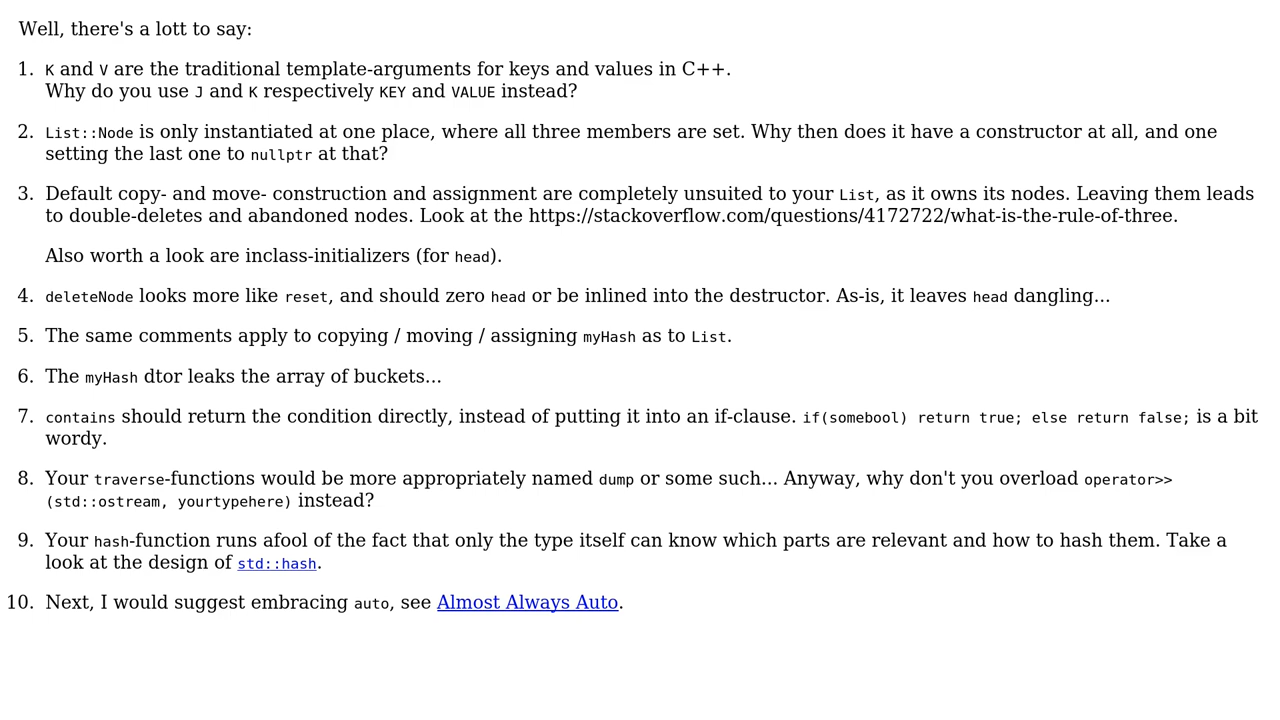 Well, there's a lott to say:
1. K and V are the traditional template-arguments for keys and values in C++.
Why do you use J and K respectively KEY and VALUE instead?
2. List::Node is only instantiated at one place, where all three members are set. Why then does it have a constructor at all, and one
setting the last one to nullptr at that?
3. Default copy- and move- construction and assignment are completely unsuited to your List, as it owns its nodes. Leaving them leads
to double-deletes and abandoned nodes. Look at the https://stackoverflow.com/questions/4172722/what-is-the-rule-of-three.
Also worth a look are inclass-initializers (for head).
4. deleteNode looks more like reset, and should zero head or be inlined into the destructor. As-is, it leaves head dangling...
5. The same comments apply to copying / moving / assigning myHash as to List.
6. The myHash dtor leaks the array of buckets...
7. contains should return the condition directly, instead of putting it into an if-clause. if(somebool) return true; else return false; is a bit
wordy.
8. Your traverse-functions would be more appropriately named dump or some such... Anyway, why don't you overload operator>>
(std::ostream, yourtypehere) instead?
9. Your hash-function runs afool of the fact that only the type itself can know which parts are relevant and how to hash them. Take a
look at the design of std::hash.
10. Next, I would suggest embracing auto, see Almost Always Auto.